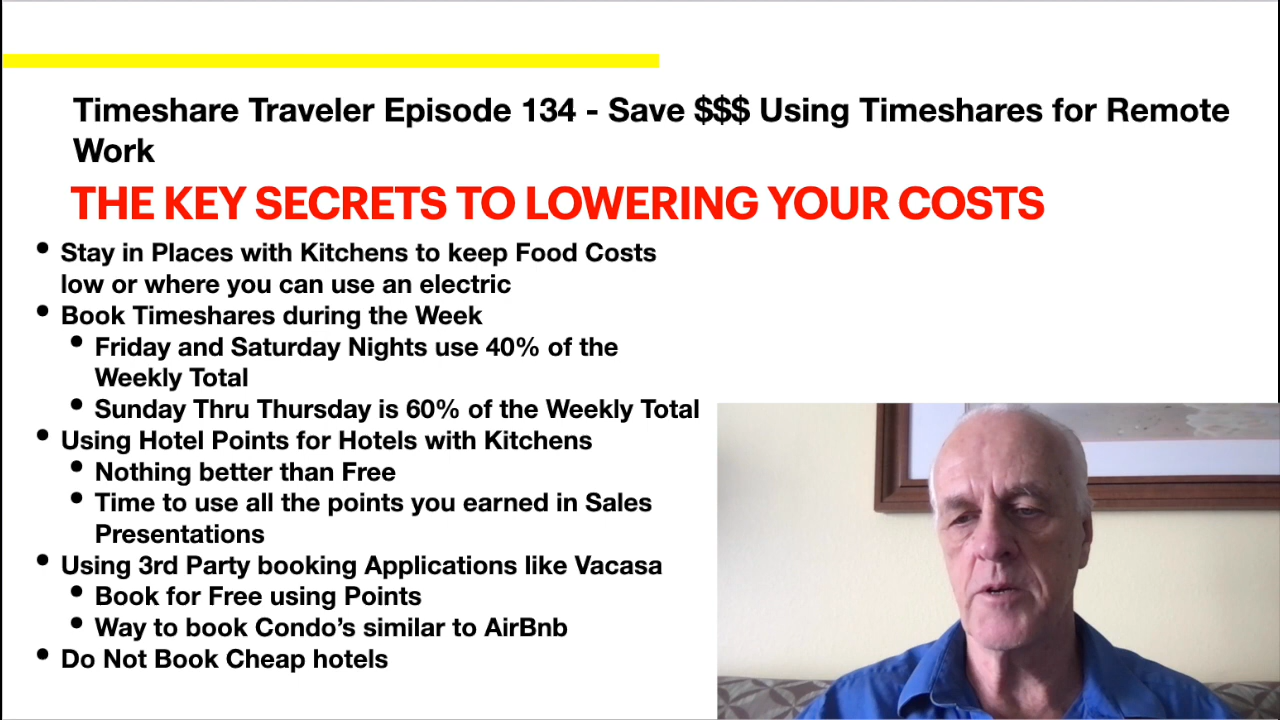 Timeshare Traveler Episode 134 - Save $$$ Using Timeshares for Remote
Work
THE KEY SECRETS TO LOWERING YOUR COSTS
• Stay in Places with Kitchens to keep Food Costs
low or where you can use an electric
• Book Timeshares during the Week
• Friday and Saturday Nights use 40% of the
Weekly Total
• Sunday Thru Thursday is 60% of the Weekly Total
• Using Hotel Points for Hotels with Kitchens
• Nothing better than Free
• Time to use all the points you earned in Sales
Presentations
• Using 3rd Party booking Applications like Vacasa
• Book for Free using Points
• Way to book Condo’s similar to AirBnb
• Do Not Book Cheap hotels